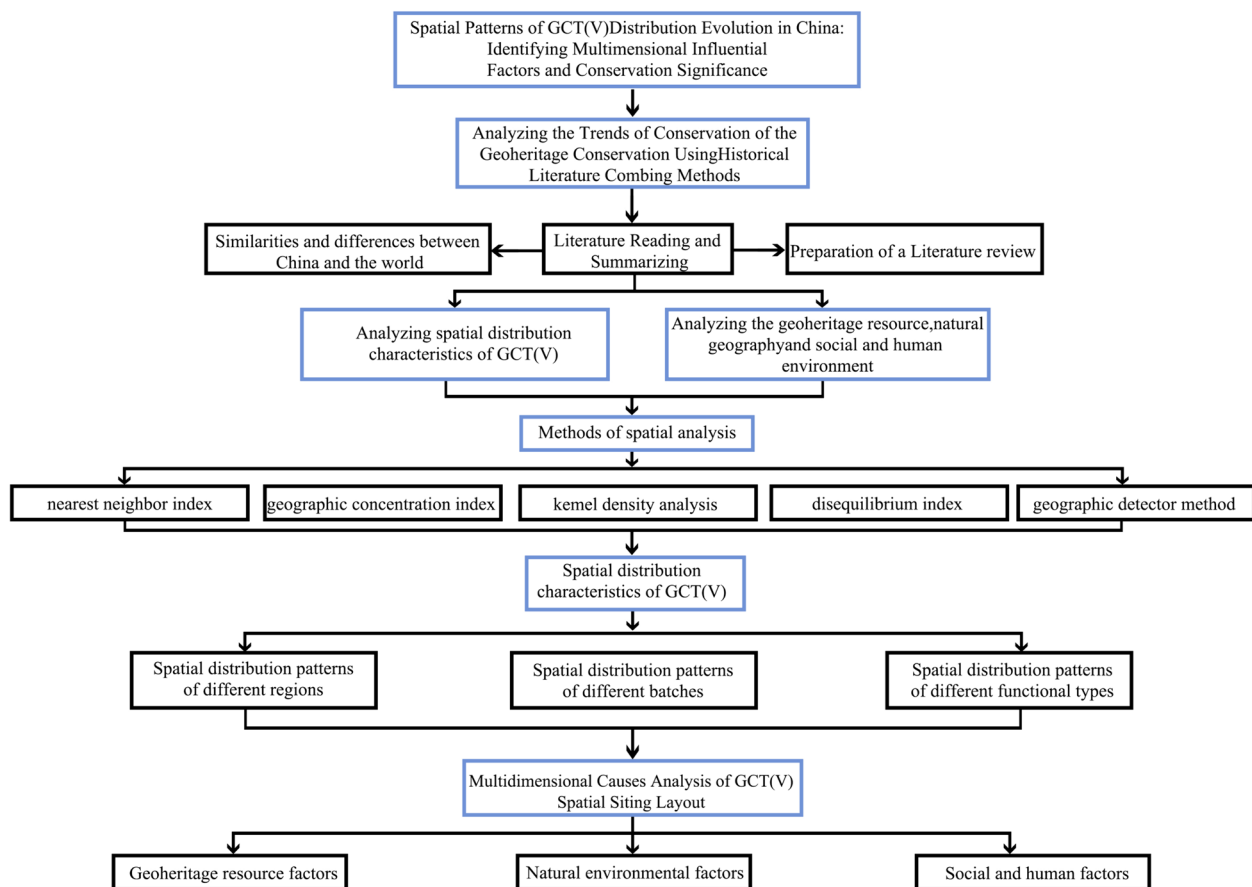 Spatial Patterns of GCT(V)Distribution Evolution in China:
Identifying Multimensional Influential
Factors and Conservation Significance
Analyzing the Trends of Conservation of the
Geoheritage Conservation UsingHistorical
Literature Combing Methods
Similarities and differences between
China and the world
Literature Reading and
Summarizing
Preparation of a Literature review
Analyzing spatial distribution
characteristics of GCT(V)
Analyzing the geoheritage resource,natural
geographyand social and human
environment
Methods of spatial analysis
nearest neighbor index
geographic concentration index
kernel density analysis
disequilibrium index
geographic detector method
Spatial distribution
characteristics of GCT(V)
Spatial distribution patterns
of different regions
Spatial distribution patterns
of different batches
Spatial distribution patterns
of different functional types
Multidimensional Causes Analysis of GCT(V)
Spatial Siting Layout
Geoheritage resource factors
Natural environmental factors
Social and human factors